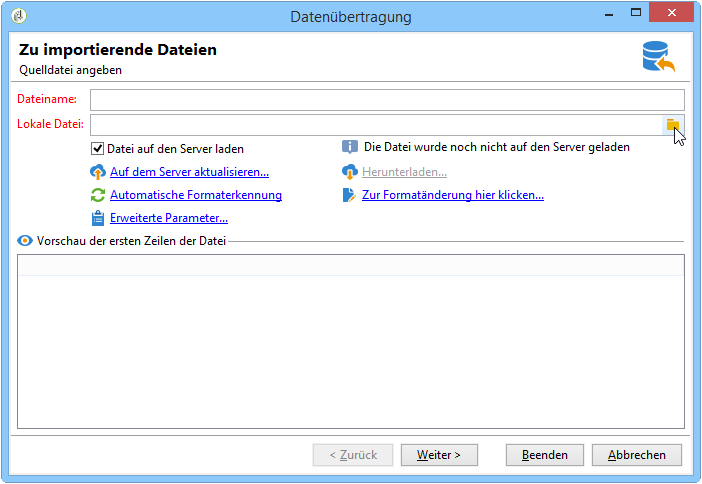 Datenübertragung
Zu importierende Dateien
Quelldatei angeben
Dateiname:
Lokale Datei:
Datei auf den Server laden
Die Datei wurde noch nicht auf den Server geladen
Auf dem Server aktualisieren...
Herunterladen...
Automatische Formaterkennung
Zur Formatänderung hier klicken...
Erweiterte Parameter...
Vorschau der ersten Zeilen der Datei
< Zurück
Weiter >
Beenden
Abbrechen